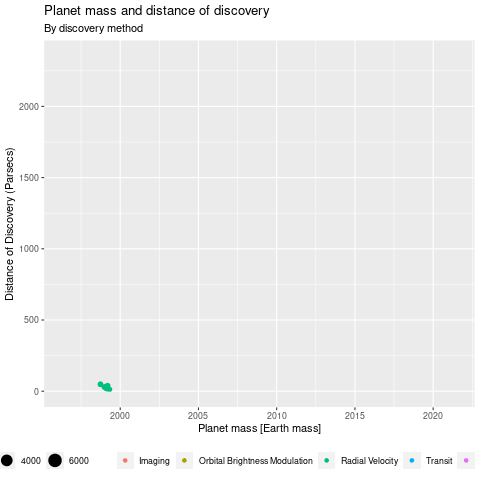 Planet mass and distance of discovery
By discovery method
Distance of Discovery (Parsecs)
2000
1500
1000
500
0
2000 2005 2010 2015 2020
Planet mass [Earth mass]
4000 6000 Imaging Orbital Brightness Modulation Radial Velocity Transit